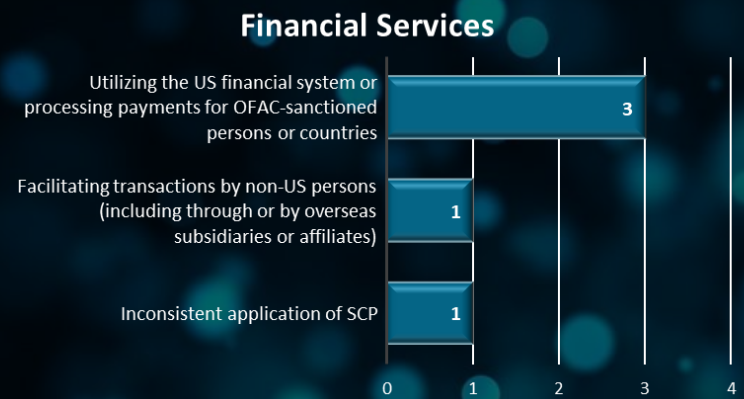 Financial Services
Utilizing the US financial system or
processing payments for OFAC-sanctioned
persons or countries
3
Facilitating transactions by non-US persons
(including through or by overseas
subsidiaries or affiliates)
1
Inconsistent application of SCP
1
0 1 2 3 4